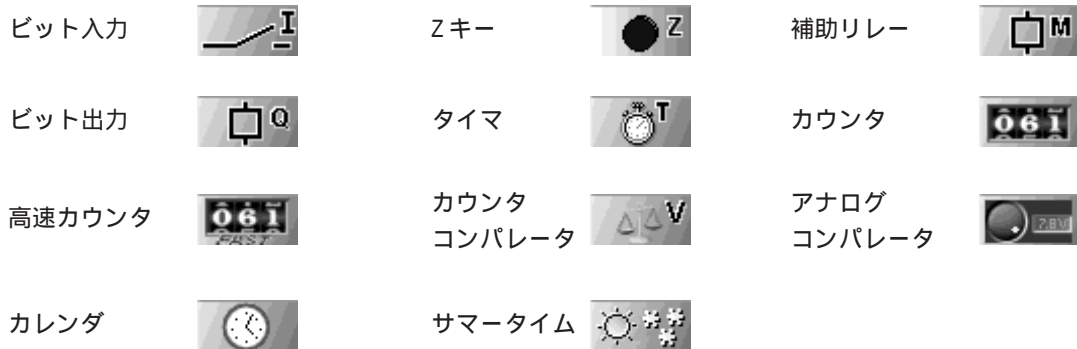 ビット入力 I Zキー Z 補助リレー M
ビット出力 Q タイマ T カウンタ 061
高速カウンタ 061 FAST カウンタ コンパレータ V アナログ コンパレータ 7.8V
カレンダ サマータイム